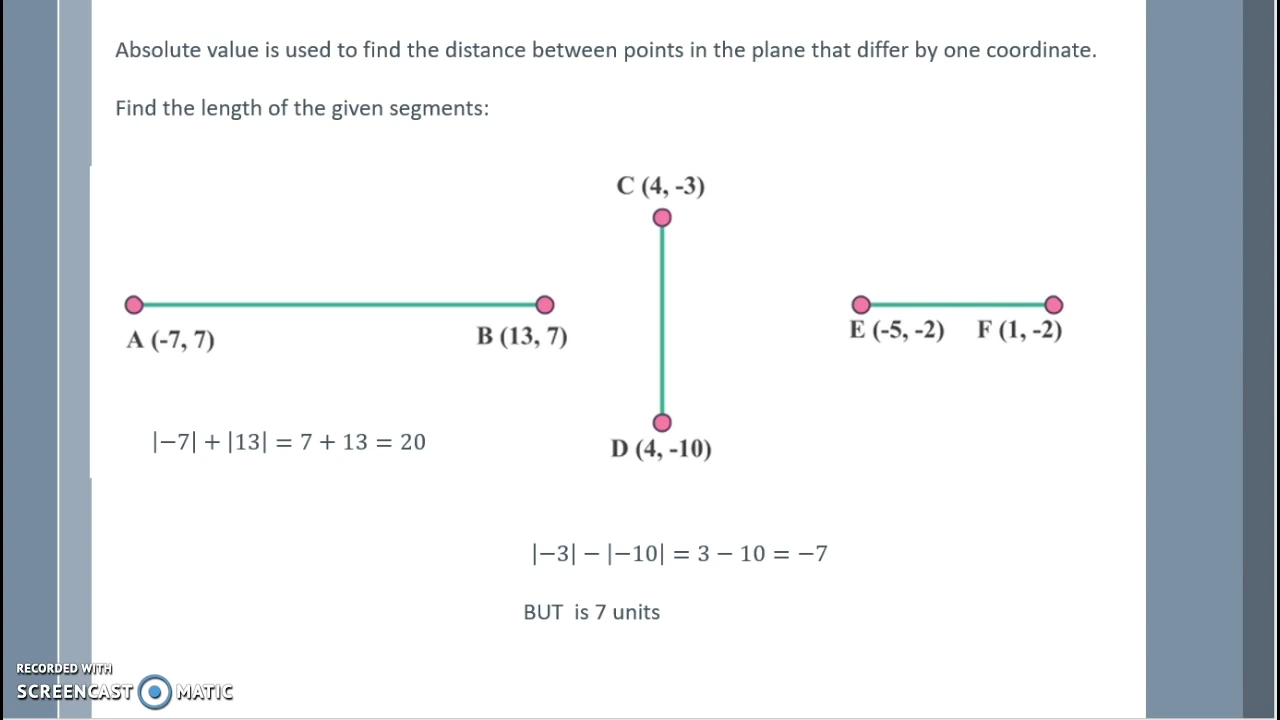 Absolute value is used to find the distance between points in the plane that differ by one coordinate.
Find the length of the given segments:
C (4, -3)
A (-7, 7)
B (13, 7)
E (-5, -2)
F (1, -2)
|−7| + |13| = 7 + 13 = 20
D (4, -10)
|−3| − |−10| = 3 − 10 = −7
BUT is 7 units
RECORDED WITH
SCREENCAST MATIC